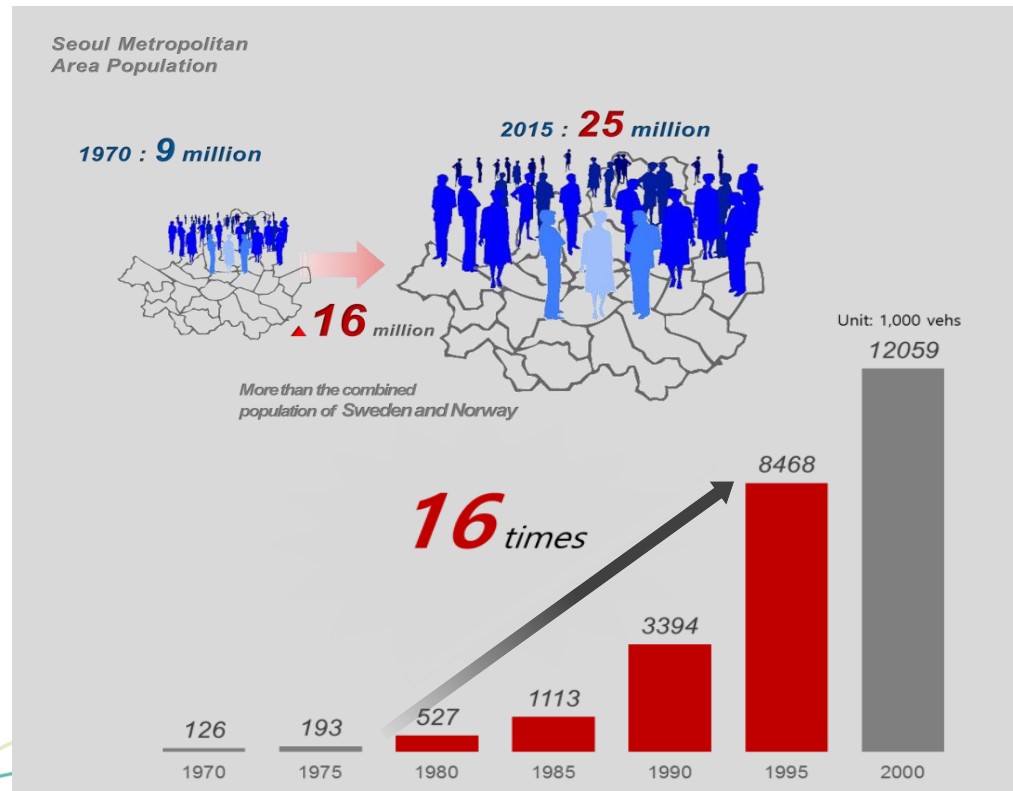 Seoul Metropolitan
Area Population
1970 : 9 million
2015 : 25 million
▲16 million
More than the combined
population of Sweden and Norway
Unit: 1,000 vehs
16 times
126
193
527
1113
3394
8468
12059
1970
1975
1980
1985
1990
1995
2000